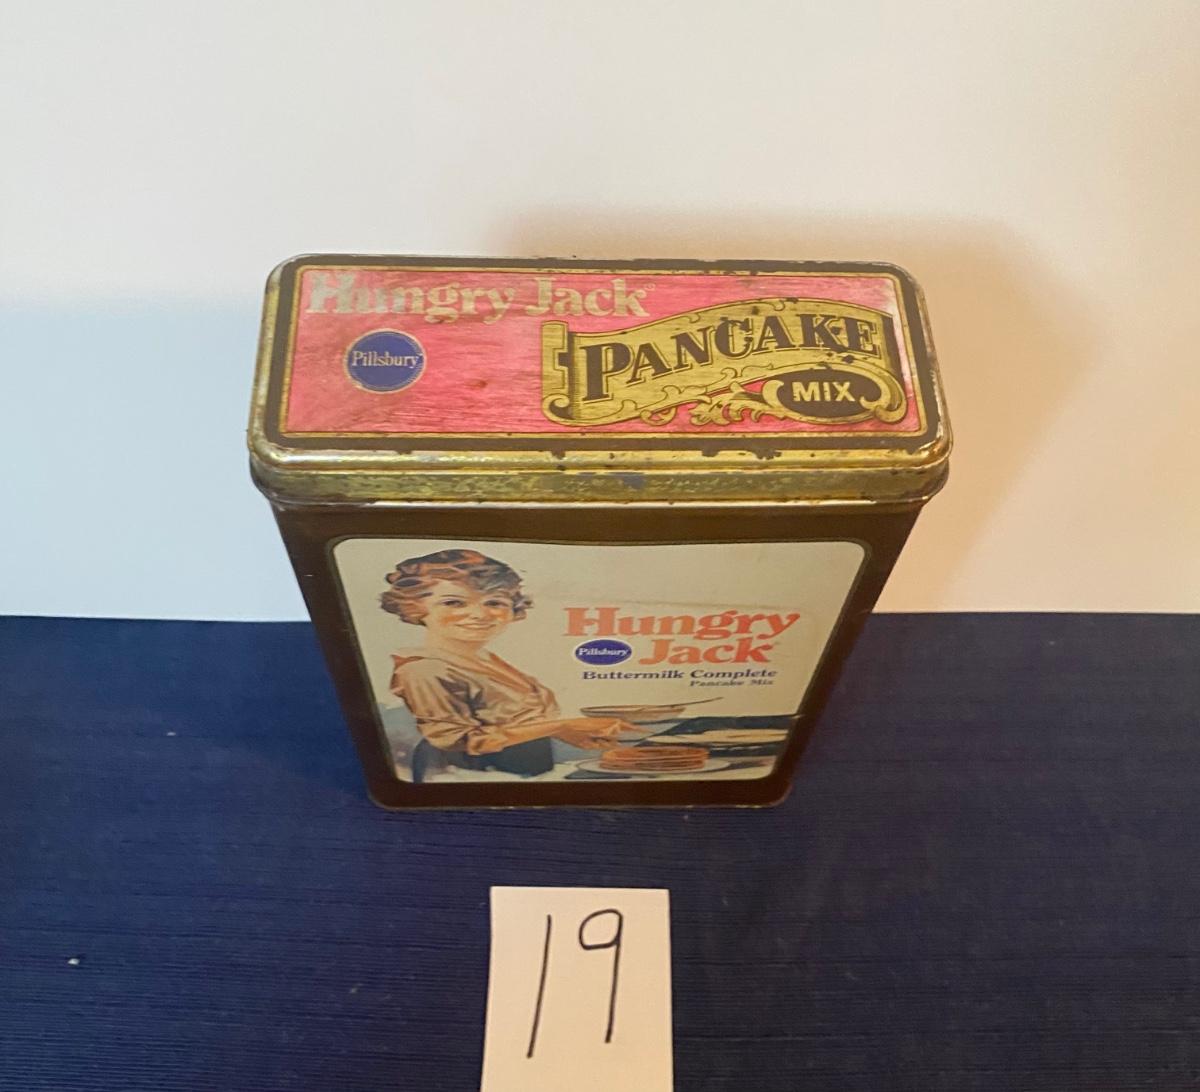 Hungry Jack®
Pillsbury
PANCAKE
MIX
Hungry
Pillsbury
Jack
Buttermilk Complete
Pancake Mix
19